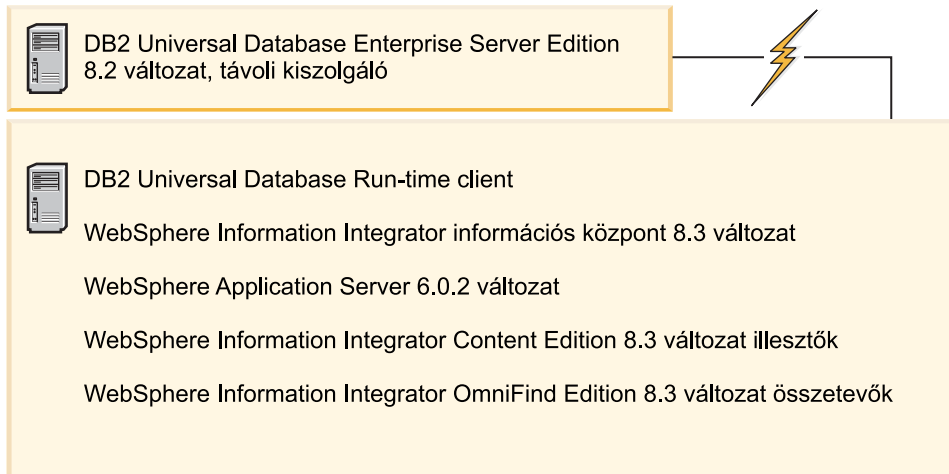 DB2 Universal Database Enterprise Server Edition
8.2 változat, távoli kiszolgáló
DB2 Universal Database Run-time client
WebSphere Information Integrator információs központ 8.3 változat
WebSphere Application Server 6.0.2 változat
WebSphere Information Integrator Content Edition 8.3 változat illesztők
WebSphere Information Integrator OmniFind Edition 8.3 változat összetevők